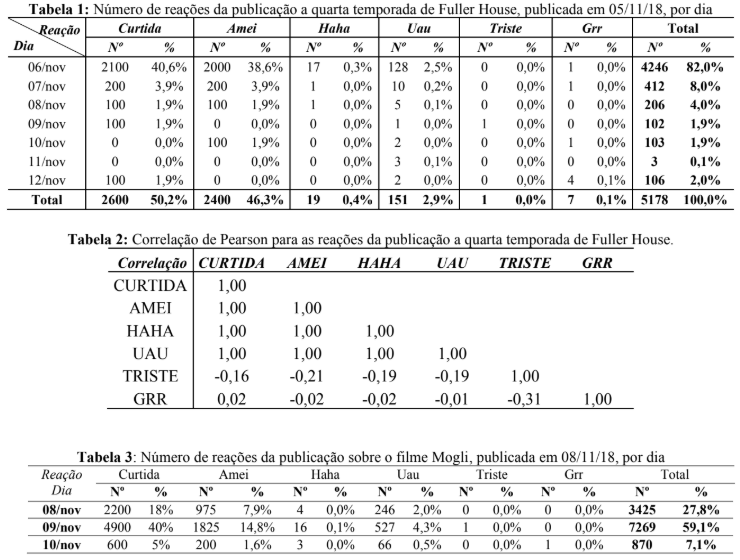 Tabela 1: Número de reações da publicação a quarta temporada de Fuller House, publicada em 05/11/18, por dia
Reação Curtida Amei Haha Uau Triste Grr Total
Dia Nº % Nº % Nº % Nº % Nº % Nº % Nº %
06/nov 2100 40,6% 2000 38,6% 17 0,3% 128 2,5% 0 0,0% 1 0,0% 4246 82,0%
07/nov 200 3,9% 200 3,9% 1 0,0% 10 0,2% 0 0,0% 1 0,0% 412 8,0%
08/nov 100 1,9% 100 1,9% 1 0,0% 5 0,1% 0 0,0% 0 0,0% 206 4,0%
09/nov 100 1,9% 0 0,0% 0 0,0% 1 0,0% 1 0,0% 0 0,0% 102 1,9%
10/nov 0 0,0% 100 1,9% 0 0,0% 2 0,0% 0 0,0% 1 0,0% 103 1,9%
11/nov 0 0,0% 0 0,0% 0 0,0% 3 0,1% 0 0,0% 0 0,0% 3 0,1%
12/nov 100 1,9% 0 0,0% 0 0,0% 2 0,0% 0 0,0% 4 0,1% 106 2,0%
Total 2600 50,2% 2400 46,3% 19 0,4% 151 2,9% 1 0,0% 7 0,1% 5178 100,0%
Tabela 2: Correlação de Pearson para as reações da publicação a quarta temporada de Fuller House.
Correlação CURTIDA AMEI HAHA UAU TRISTE GRR
CURTIDA 1,00
AMEI 1,00 1,00
HAHA 1,00 1,00 1,00
UAU 1,00 1,00 1,00 1,00
TRISTE -0,16 -0,21 -0,19 -0,19 1,00
GRR 0,02 -0,02 -0,02 -0,01 -0,31 1,00
Tabela 3: Número de reações da publicação sobre o filme Mogli, publicada em 08/11/18, por dia
Reação Curtida Amei Haha Uau Triste Grr Total
Dia Nº % Nº % Nº % Nº % Nº % Nº % Nº %
08/nov 2200 18% 975 7,9% 4 0,0% 246 2,0% 0 0,0% 0 0,0% 3425 27,8%
09/nov 4900 40% 1825 14,8% 16 0,1% 527 4,3% 1 0,0% 0 0,0% 7269 59,1%
10/nov 600 5% 200 1,6% 3 0,0% 66 0,5% 0 0,0% 1 0,0% 870 7,1%